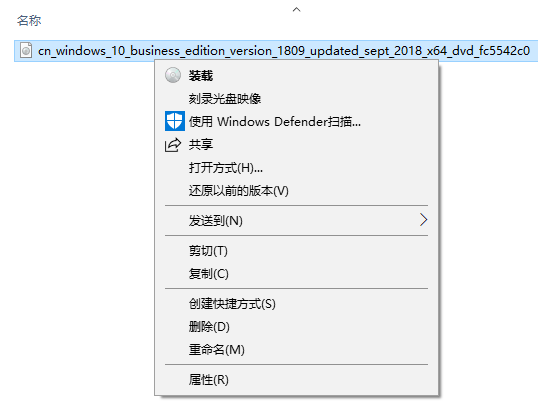 名称
cn_windows_10_business_edition_version_1809_updated_sept_2018_x64_dvd_fc5542c0
装载
刻录光盘映像
使用 Windows Defender扫描...
共享
打开方式(H)...
还原以前的版本(V)
发送到(N)
剪切(T)
复制(C)
创建快捷方式(S)
删除(D)
重命名(M)
属性(R)